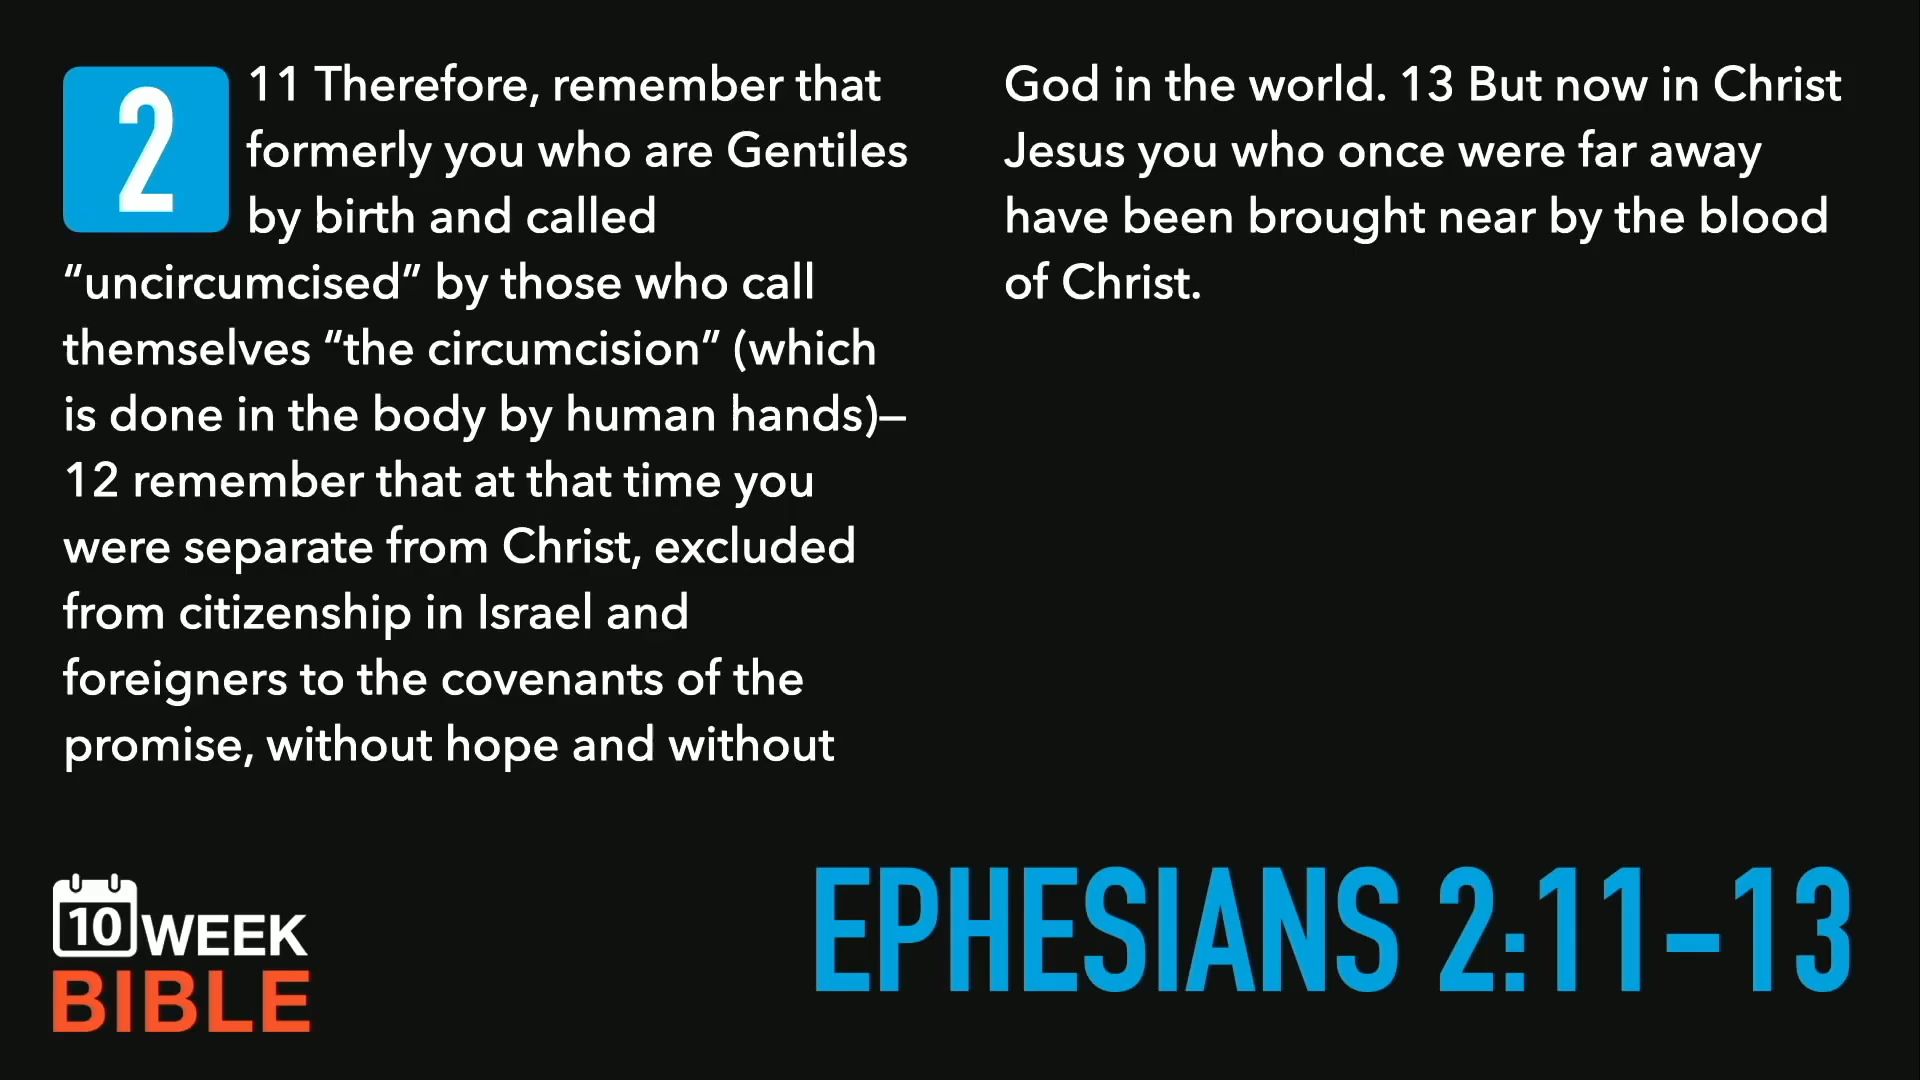 2
11 Therefore, remember that
formerly you who are Gentiles
by birth and called
“uncircumcised” by those who call
themselves “the circumcision” (which
is done in the body by human hands)—
12 remember that at that time you
were separate from Christ, excluded
from citizenship in Israel and
foreigners to the covenants of the
promise, without hope and without
God in the world. 13 But now in Christ
Jesus you who once were far away
have been brought near by the blood
of Christ.
10 WEEK
BIBLE
EPHESIANS 2:11–13